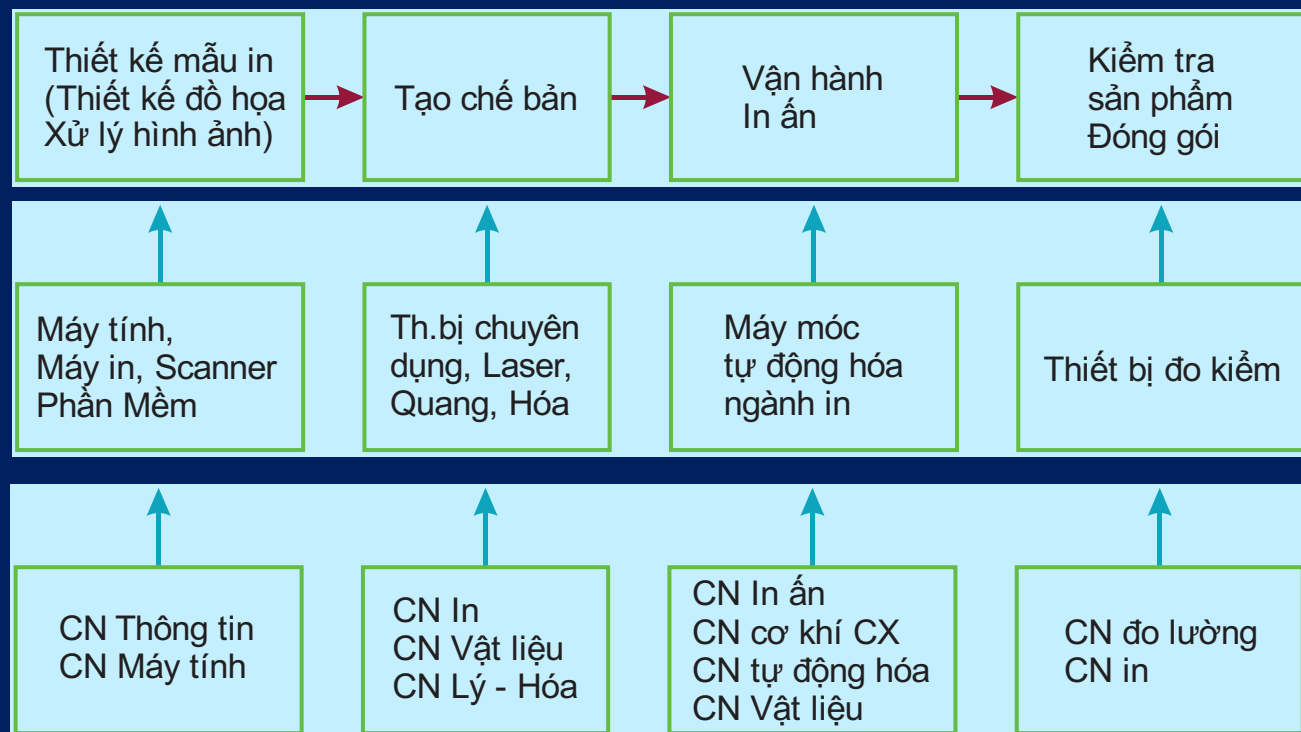 Thiết kế mẫu in
(Thiết kế đồ họa
Xử lý hình ảnh)
Tạo chế bản
Vận hành
In ấn
Kiểm tra
sản phẩm
Đóng gói
Máy tính,
Máy in, Scanner
Phần Mềm
Th.bị chuyên
dụng, Laser,
Quang, Hóa
Máy móc
tự động hóa
ngành in
Thiết bị đo kiểm
CN Thông tin
CN Máy tính
CN In
CN Vật liệu
CN Lý - Hóa
CN In ấn
CN cơ khí CX
CN tự động hóa
CN Vật liệu
CN đo lường
CN in